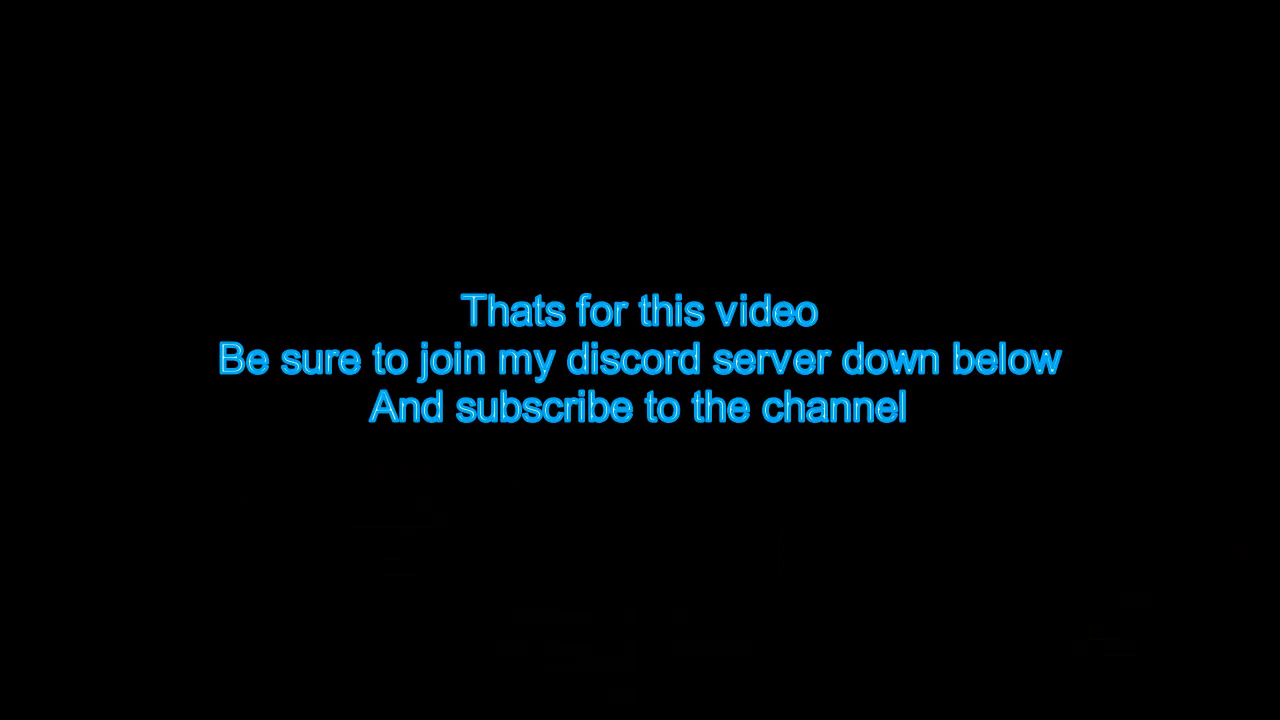 Thats for this video
Be sure to join my discord server down below
And subscribe to the channel